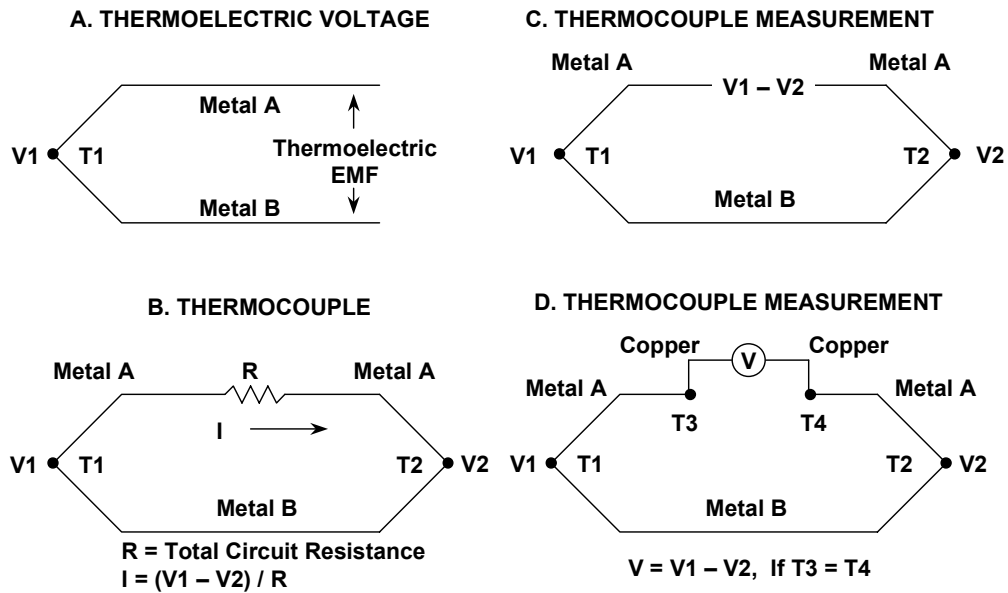 A. THERMOELECTRIC VOLTAGE
Metal A
V1 T1
Thermoelectric
EMF
Metal B
C. THERMOCOUPLE MEASUREMENT
Metal A Metal A
V1 – V2
V1 T1 T2 V2
Metal B
B. THERMOCOUPLE
Metal A R Metal A
I
V1 T1 T2 V2
Metal B
R = Total Circuit Resistance
I = (V1 – V2) / R
D. THERMOCOUPLE MEASUREMENT
Copper V Copper
Metal A Metal A
T3 T4
V1 T1 T2 V2
Metal B
V = V1 – V2, If T3 = T4